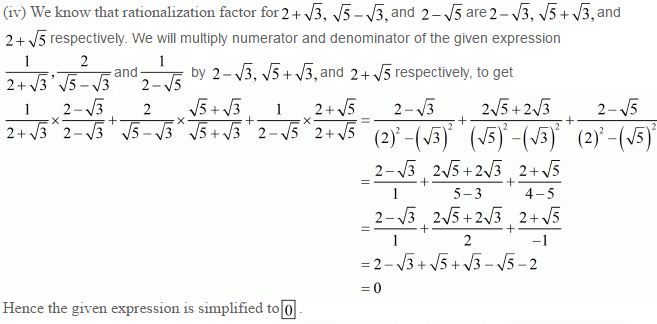 (iv) We know that rationalization factor for 2+√3, √5−√3, and 2−√5 are 2−√3, √5+√3, and
2+√5 respectively. We will multiply numerator and denominator of the given expression
1/(2+√3), 2/(√5−√3) and 1/(2−√5) by 2−√3, √5+√3, and 2+√5 respectively, to get
1/(2+√3) × (2−√3)/(2−√3) + 2/(√5−√3) × (√5+√3)/(√5+√3) + 1/(2−√5) × (2+√5)/(2+√5) = (2−√3)/((2)²−(√3)²) + (2√5+2√3)/((√5)²−(√3)²) + (2−√5)/((2)²−(√5)²)
= (2−√3)/1 + (2√5+2√3)/(5−3) + (2+√5)/(4−5)
= (2−√3)/1 + (2√5+2√3)/2 + (2+√5)/−1
= 2−√3+√5+√3−√5−2
= 0
Hence the given expression is simplified to 0.